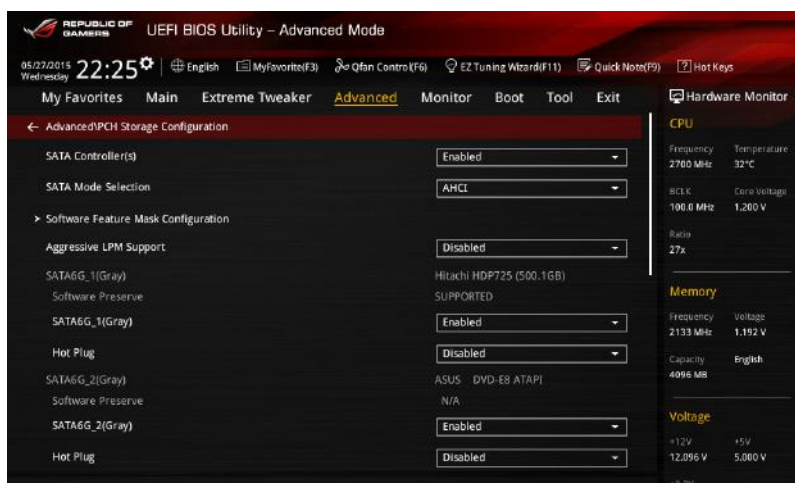 REPUBLIC OF GAMERS UEFI BIOS Utility – Advanced Mode
05/27/2015 Wednesday 22:25 English MyFavorite(F3) Qfan Control(F6) EZ Tuning Wizard(F11) Quick Note(F9) ? Hot Keys
My Favorites Main Extreme Tweaker Advanced Monitor Boot Tool Exit
← Advanced\PCH Storage Configuration
SATA Controller(s) Enabled
SATA Mode Selection AHCI
> Software Feature Mask Configuration
Aggressive LPM Support Disabled
SATA6G_1(Gray) Hitachi HDP725 (500.1GB)
Software Preserve SUPPORTED
SATA6G_1(Gray) Enabled
Hot Plug Disabled
SATA6G_2(Gray) ASUS DVD-E8 ATAPI
Software Preserve N/A
SATA6G_2(Gray) Enabled
Hot Plug Disabled
Hardware Monitor
CPU
Frequency Temperature
2700 MHz 32°C
BCLK Core Voltage
100.0 MHz 1.200 V
Ratio
27x
Memory
Frequency Voltage
2133 MHz 1.192 V
Capacity English
4096 MB
Voltage
+12V +5V
12.096 V 5.000 V